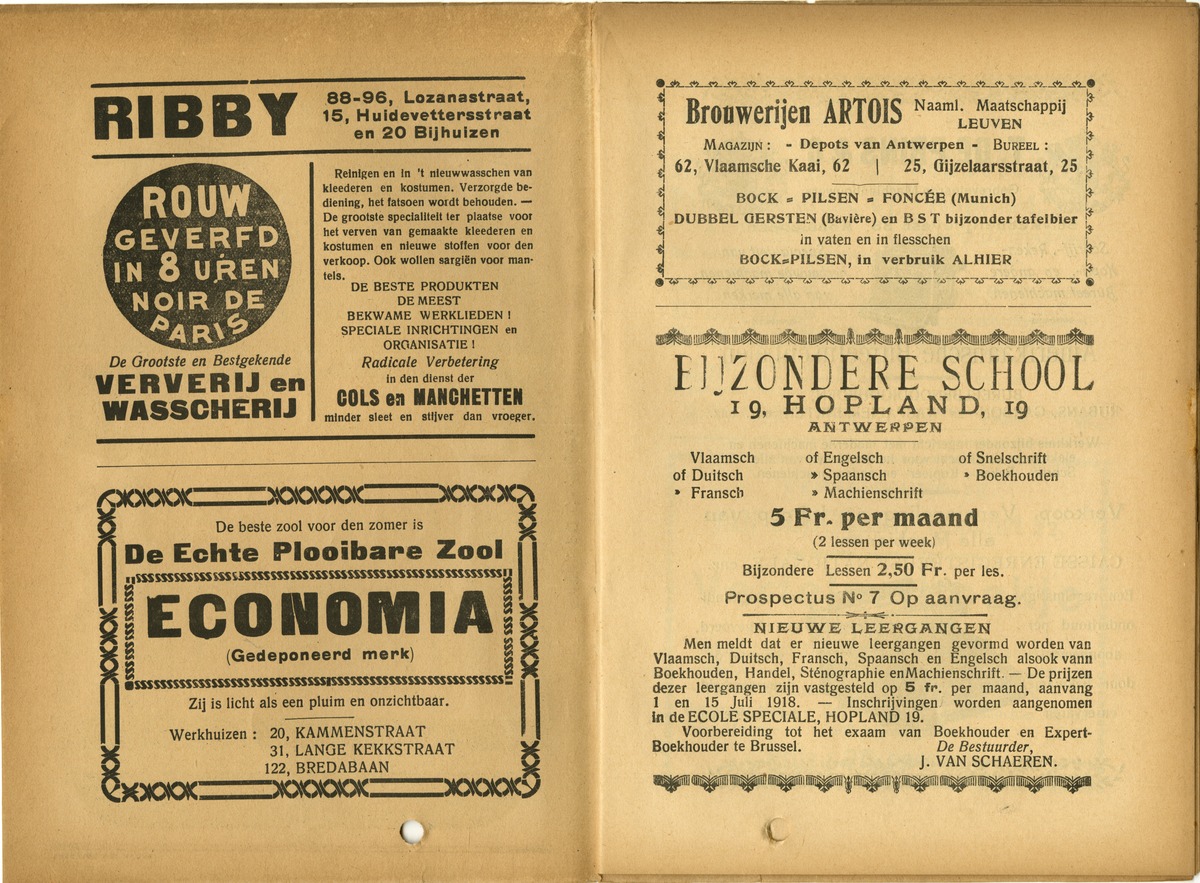 RIBBY
88-96, Lozanastraat,
15, Huidevettersstraat
en 20 Bijhuizen
ROUW
GEVERFD
IN 8 UREN
NOIR DE
PARIS
De Grootste en Bestgekende
VERVERIJ en
WASSCHERIJ
Reinigen en in 't nieuwwasschen van
kleederen en kostumen. Verzorgde be-
diening, het fatsoen wordt behouden. —
De grootste specialiteit ter plaatse voor
het verven van gemaakte kleederen en
kostumen en nieuwe stoffen voor den
verkoop. Ook wollen sargiën voor man-
tels.
DE BESTE PRODUKTEN
DE MEEST
BEKWAME WERKLIEDEN !
SPECIALE INRICHTINGEN en
ORGANISATIE !
Radicale Verbetering
in den dienst der
COLS en MANCHETTEN
minder sleet en stijver dan vroeger.
De beste zool voor den zomer is
De Echte Plooibare Zool
ECONOMIA
(Gedeponeerd merk)
Zij is licht als een pluim en onzichtbaar.
Werkhuizen : 20, KAMMENSTRAAT
31, LANGE KEKKSTRAAT
122, BREDABAAN
Brouwerijen ARTOIS Naaml. Maatschappij
LEUVEN
MAGAZIJN : - Depots van Antwerpen - BUREEL :
62, Vlaamsche Kaai, 62 | 25, Gijzelaarsstraat, 25
BOCK = PILSEN = FONCÉE (Munich)
DUBBEL GERSTEN (Bavière) en B S T bijzonder tafelbier
in vaten en in flesschen
BOCK=PILSEN, in verbruik ALHIER
BIJZONDERE SCHOOL
19, HOPLAND, 19
ANTWERPEN
Vlaamsch of Engelsch of Snelschrift
of Duitsch » Spaansch » Boekhouden
» Fransch » Machienschrift
5 Fr. per maand
(2 lessen per week)
Bijzondere Lessen 2,50 Fr. per les.
Prospectus No 7 Op aanvraag.
NIEUWE LEERGANGEN
Men meldt dat er nieuwe leergangen gevormd worden van
Vlaamsch, Duitsch, Fransch, Spaansch en Engelsch alsook vann
Boekhouden, Handel, Sténographie enMachienschrift. — De prijzen
dezer leergangen zijn vastgesteld op 5 fr. per maand, aanvang
1 en 15 Juli 1918. — Inschrijvingen worden aangenomen
in de ECOLE SPECIALE, HOPLAND 19.
Voorbereiding tot het exaam van Boekhouder en Expert-
Boekhouder te Brussel. De Bestuurder,
J. VAN SCHAEREN.